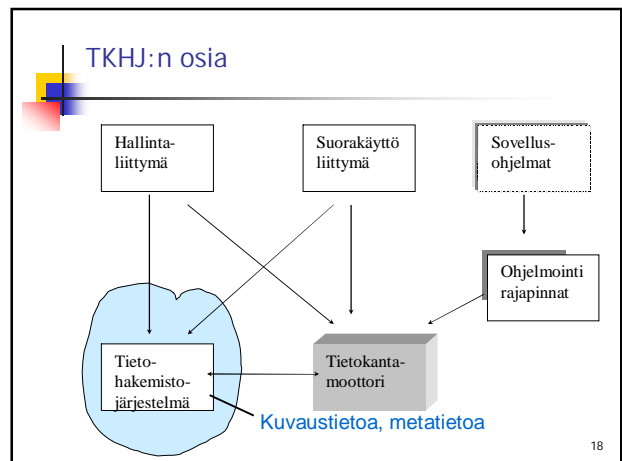 TKHJ:n osia
Hallinta-
liittymä
Suorakäyttö
liittymä
Sovellus-
ohjelmat
Ohjelmointi
rajapinnat
Tieto-
hakemisto-
järjestelmä
Tietokanta-
moottori
Kuvaustietoa, metatietoa
18